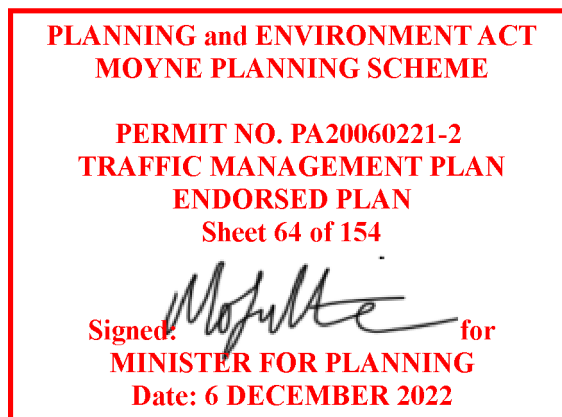 PLANNING and ENVIRONMENT ACT
MOYNE PLANNING SCHEME
PERMIT NO. PA20060221-2
TRAFFIC MANAGEMENT PLAN
ENDORSED PLAN
Sheet 64 of 154
Signed: for
MINISTER FOR PLANNING
Date: 6 DECEMBER 2022